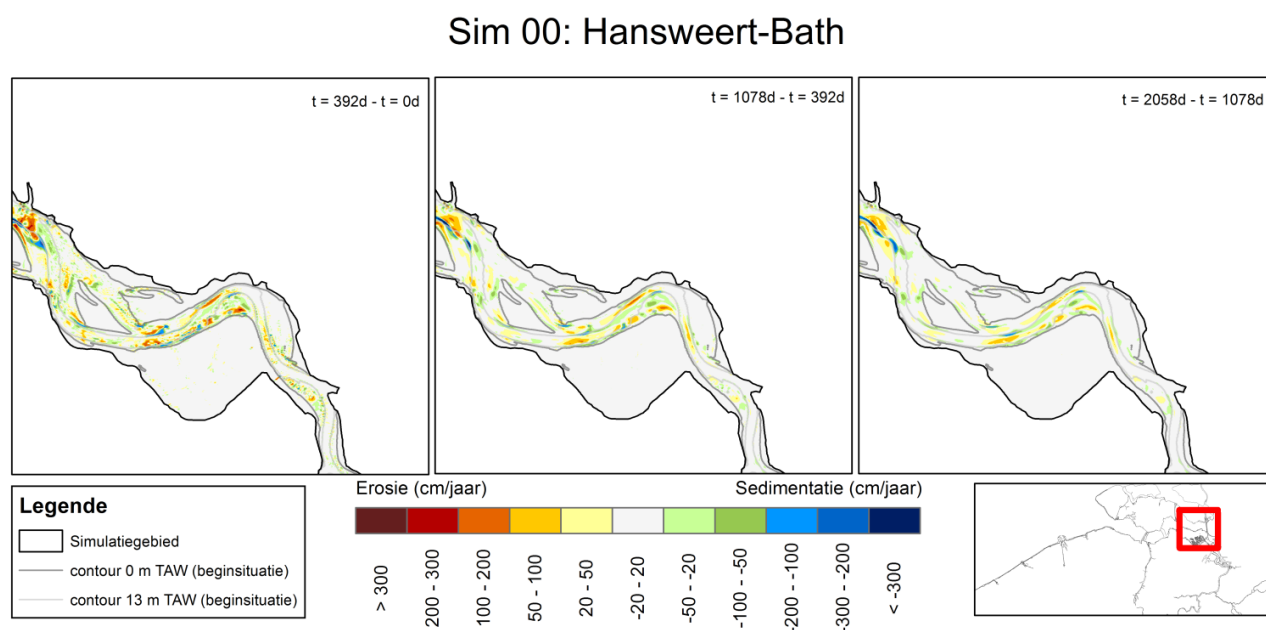 Sim 00: Hansweert-Bath
t = 392d - t = 0d
t = 1078d - t = 392d
t = 2058d - t = 1078d
Legende
Simulatiegebied
contour 0 m TAW (beginsituatie)
contour 13 m TAW (beginsituatie)
Erosie (cm/jaar)
Sedimentatie (cm/jaar)
> 300
200 - 300
100 - 200
50 - 100
20 - 50
-20 - 20
-50 - -20
-100 - -50
-200 - -100
-300 - -200
< -300